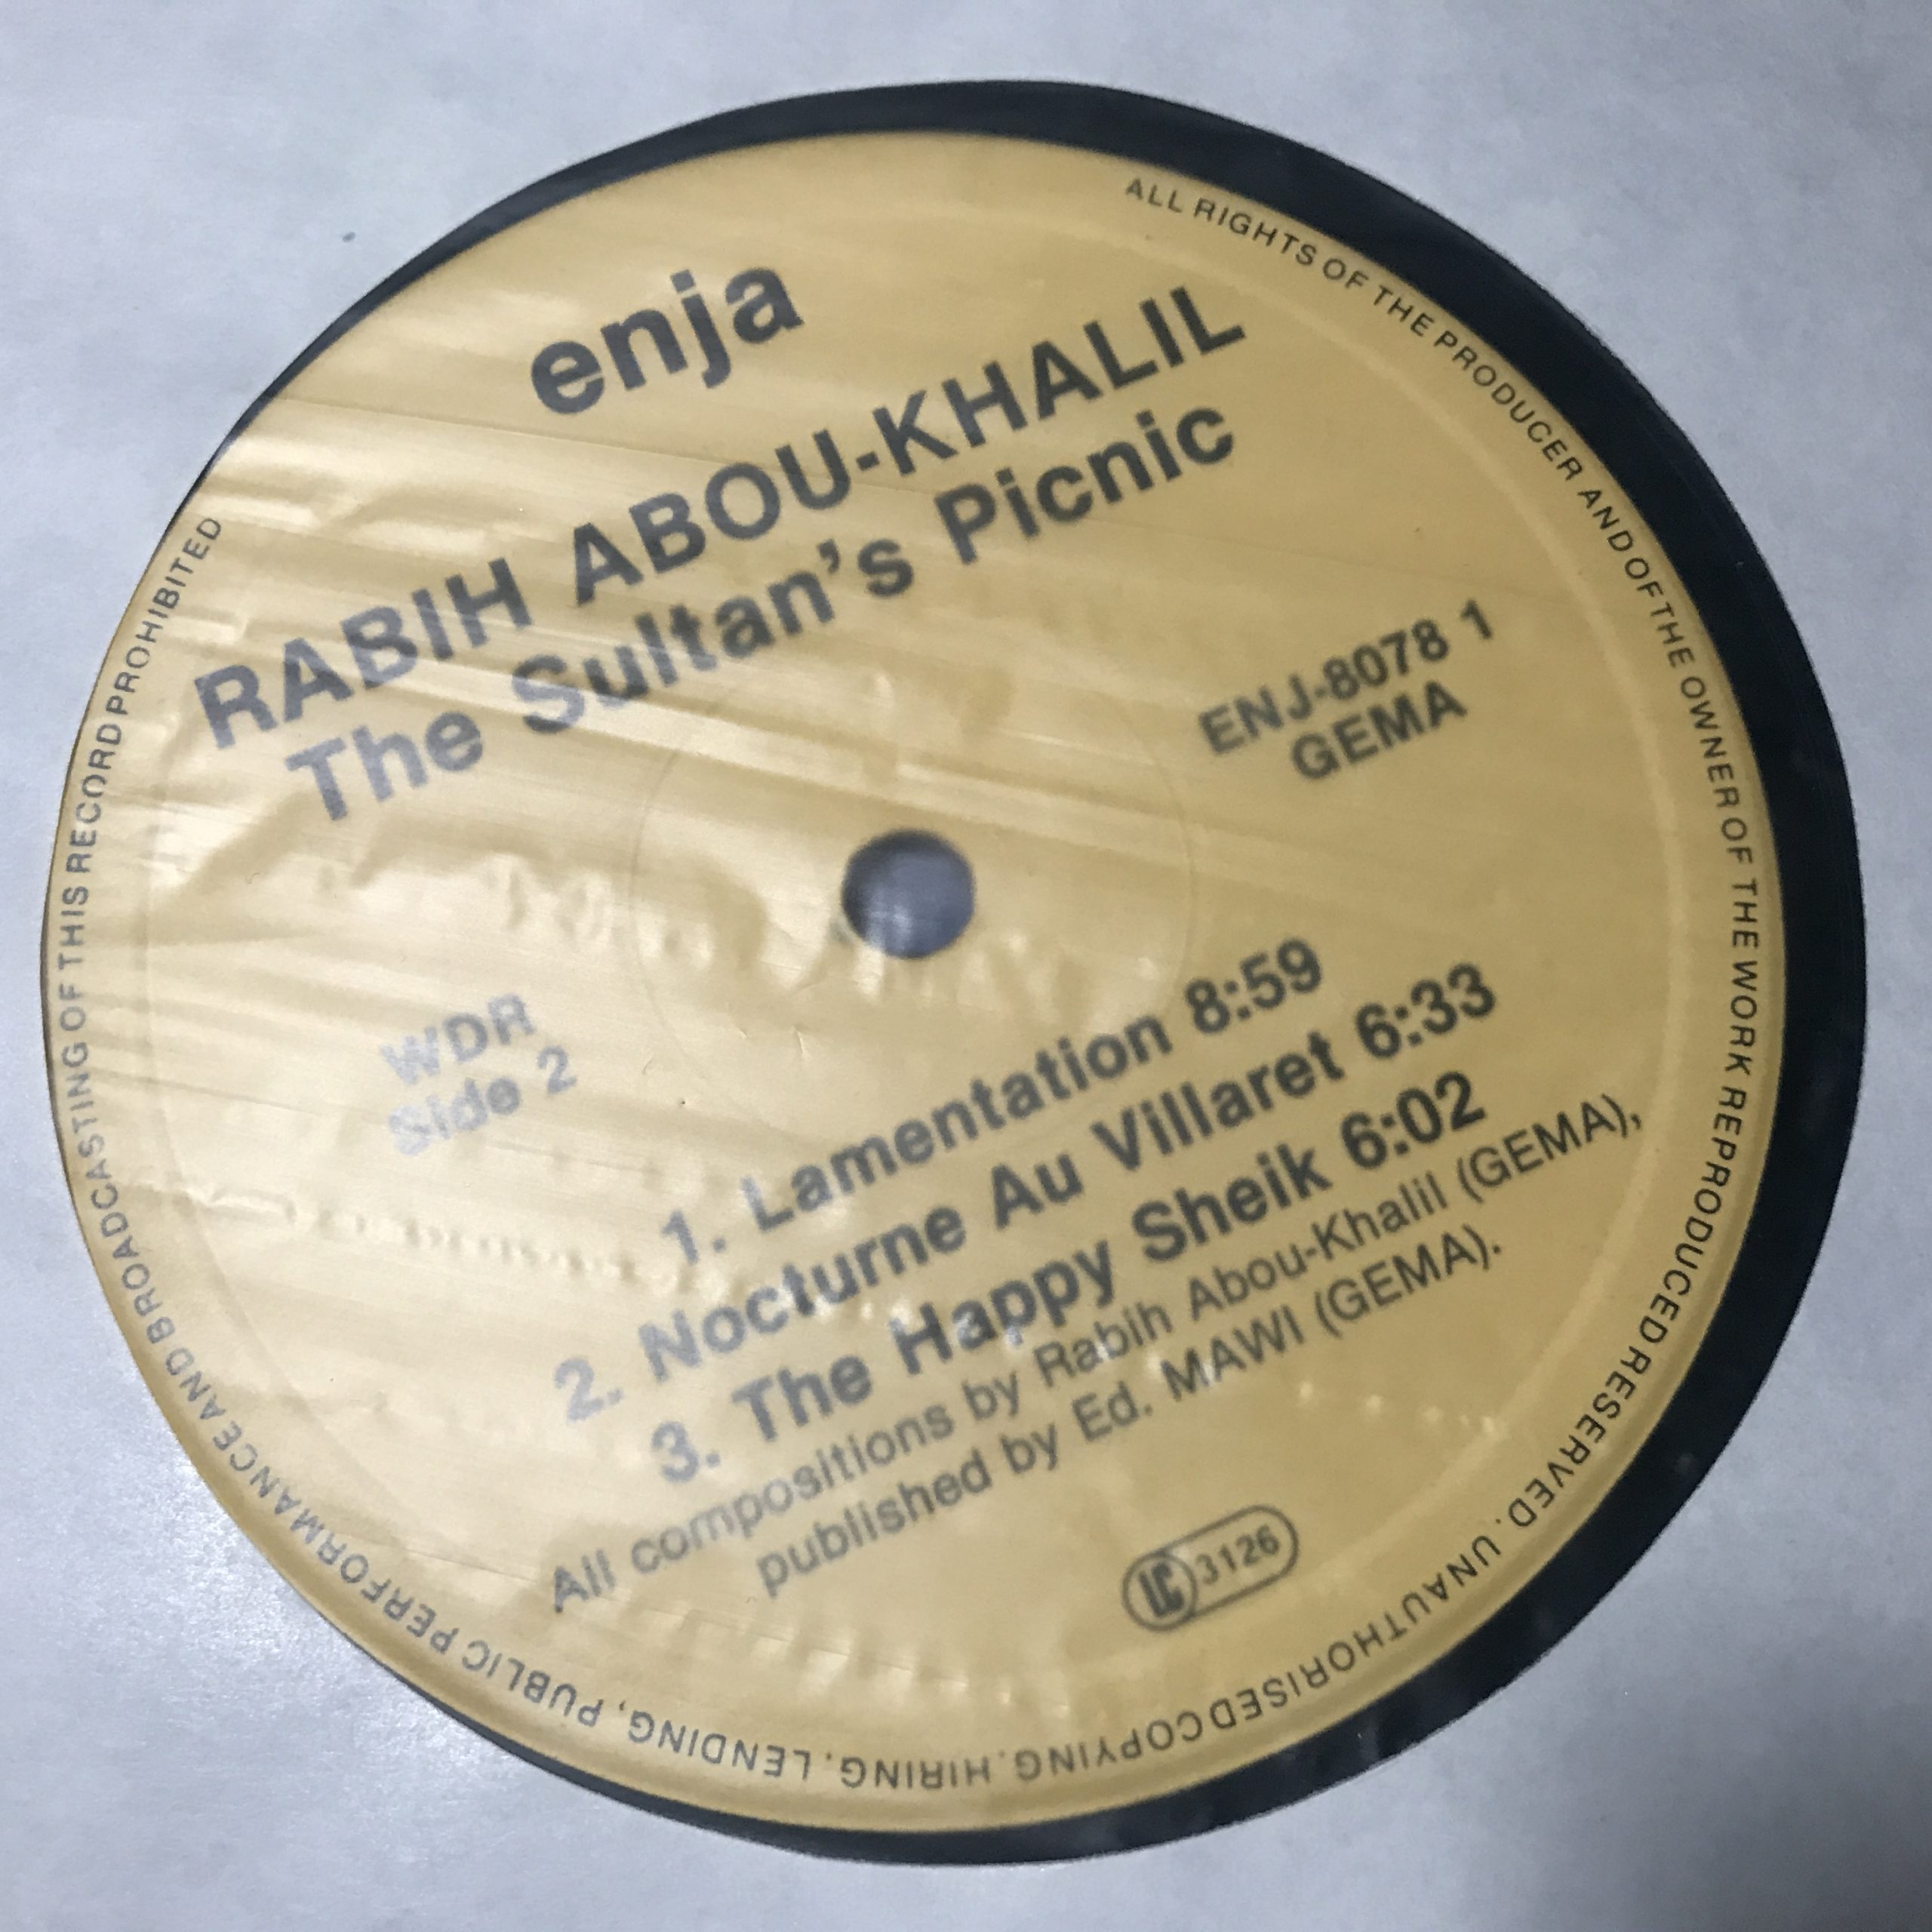 enja
RABIH ABOU-KHALIL
The Sultan's Picnic
ENJ-8078 1
GEMA
WDR
Side 2
1. Lamentation 8:59
2. Nocturne Au Villaret 6:33
3. The Happy Sheik 6:02
All compositions by Rabih Abou-Khalil (GEMA),
published by Ed. MAWI (GEMA).
LC 3126
ALL RIGHTS OF THE PRODUCER AND OF THE OWNER OF THE WORK REPRODUCED RESERVED. UNAUTHORISED COPYING, HIRING, LENDING, PUBLIC PERFORMANCE AND BROADCASTING OF THIS RECORD PROHIBITED